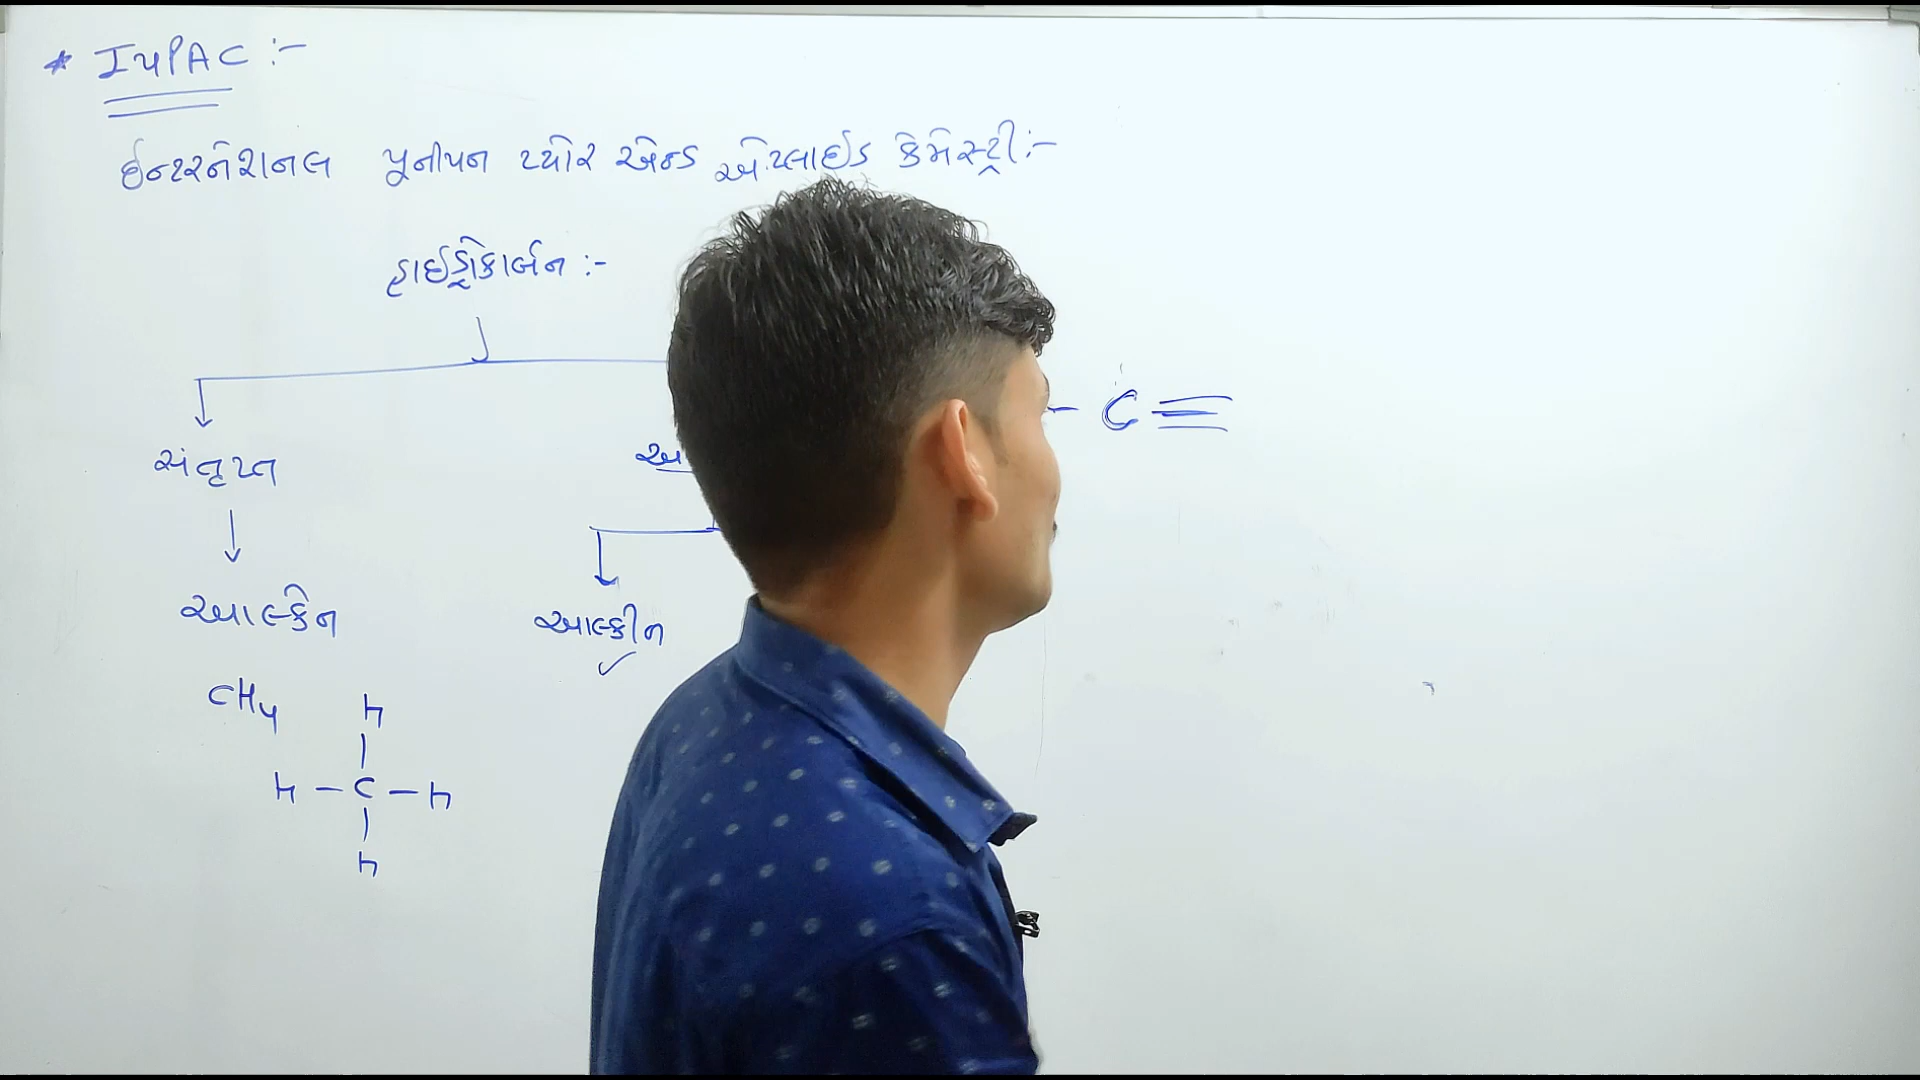 * IUPAC :-
ઈન્ટરનેશનલ યુનીયન પ્યોર એન્ડ એપ્લાઈડ કેમેસ્ટ્રી :-
હાઈડ્રોકાર્બન :-
- C ≡
સંતૃપ્ત અ
આલ્કેન આલ્કીન ✓
CH4
H
|
H - C - H
|
H